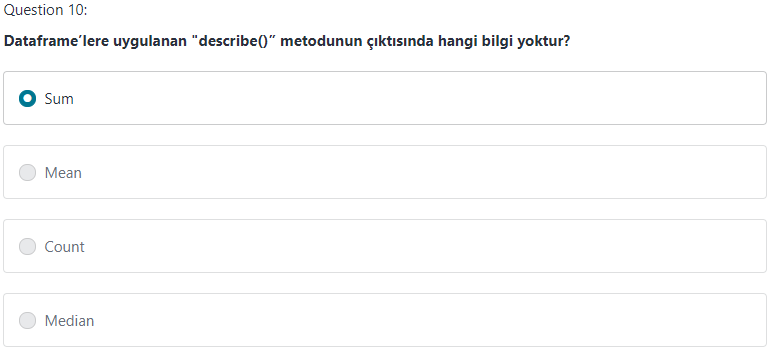 Question 10:
Dataframe’lere uygulanan "describe()” metodunun çıktısında hangi bilgi yoktur?
Sum
Mean
Count
Median